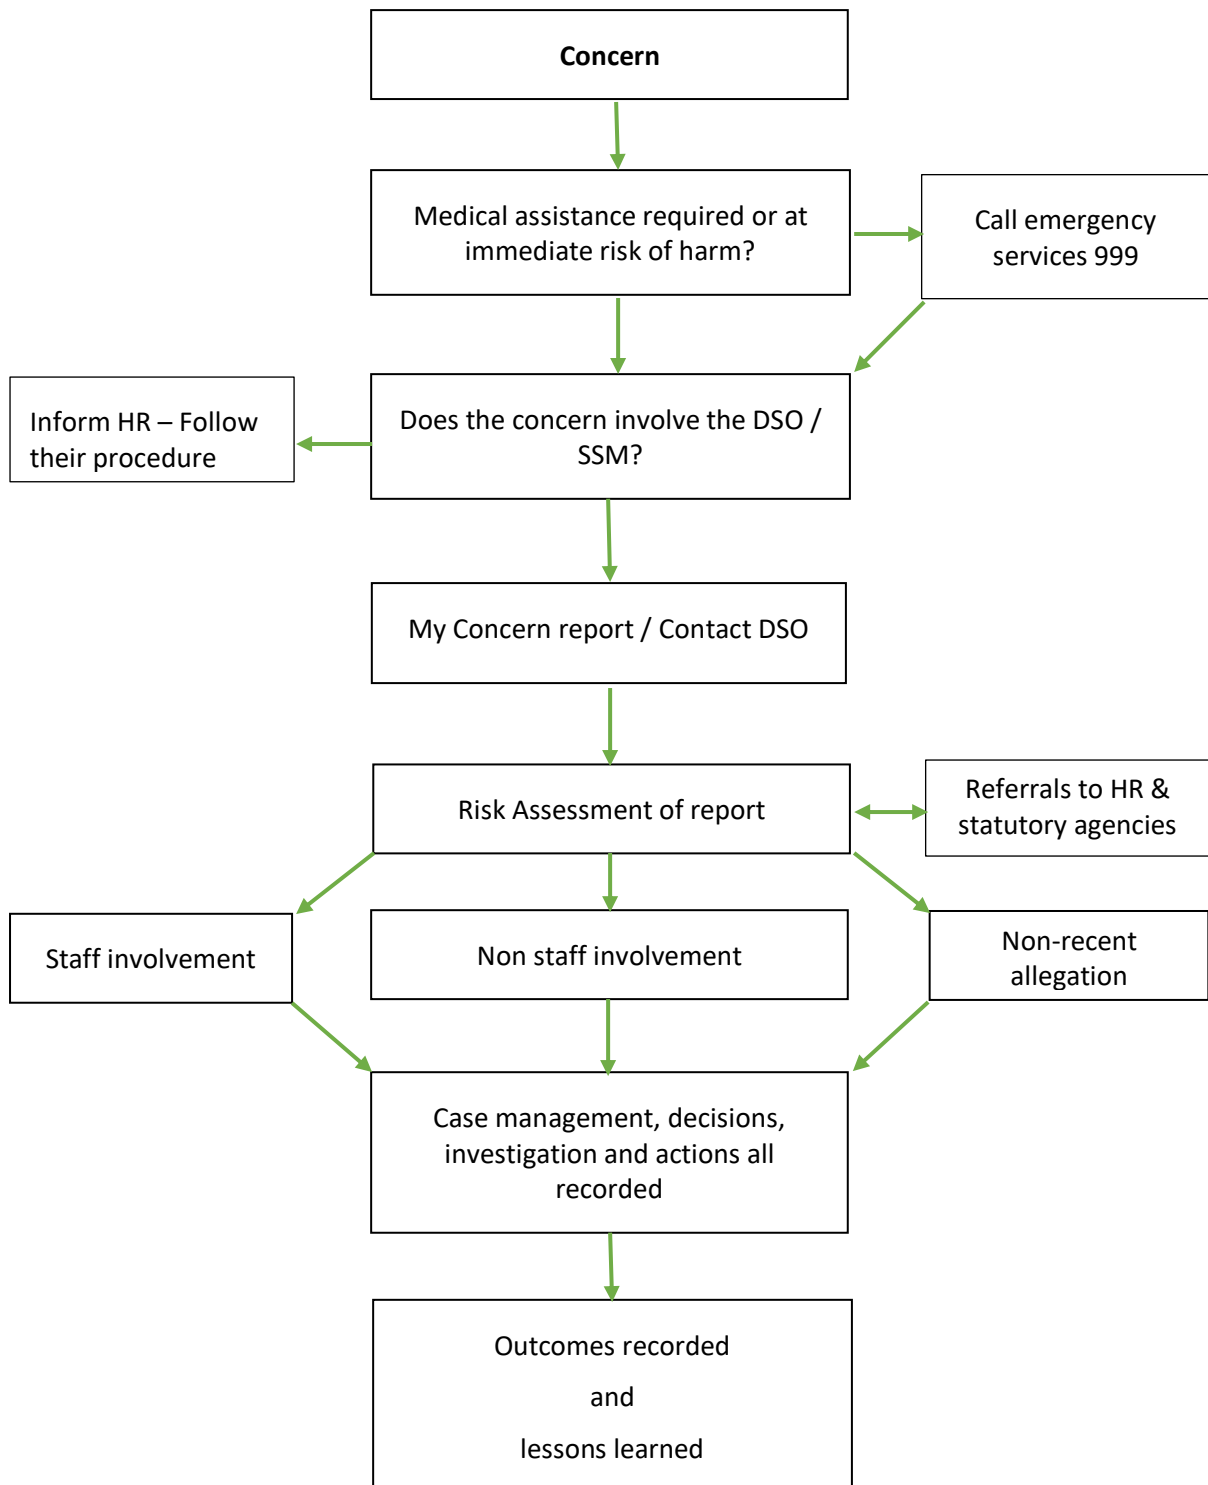 Concern
Medical assistance required or at
immediate risk of harm?
Call emergency
services 999
Inform HR – Follow
their procedure
Does the concern involve the DSO /
SSM?
My Concern report / Contact DSO
Risk Assessment of report
Referrals to HR &
statutory agencies
Staff involvement
Non staff involvement
Non-recent
allegation
Case management, decisions,
investigation and actions all
recorded
Outcomes recorded
and
lessons learned